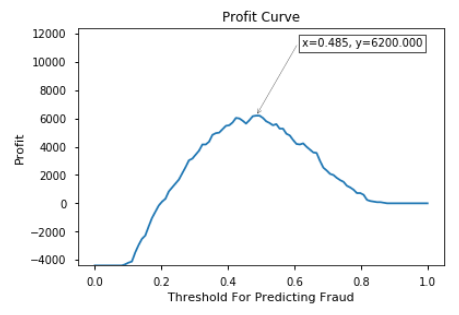 Profit Curve
12000
x=0.485, y=6200.000
10000
8000
6000
4000
2000
0
−2000
−4000
Profit
0.0 0.2 0.4 0.6 0.8 1.0
Threshold For Predicting Fraud